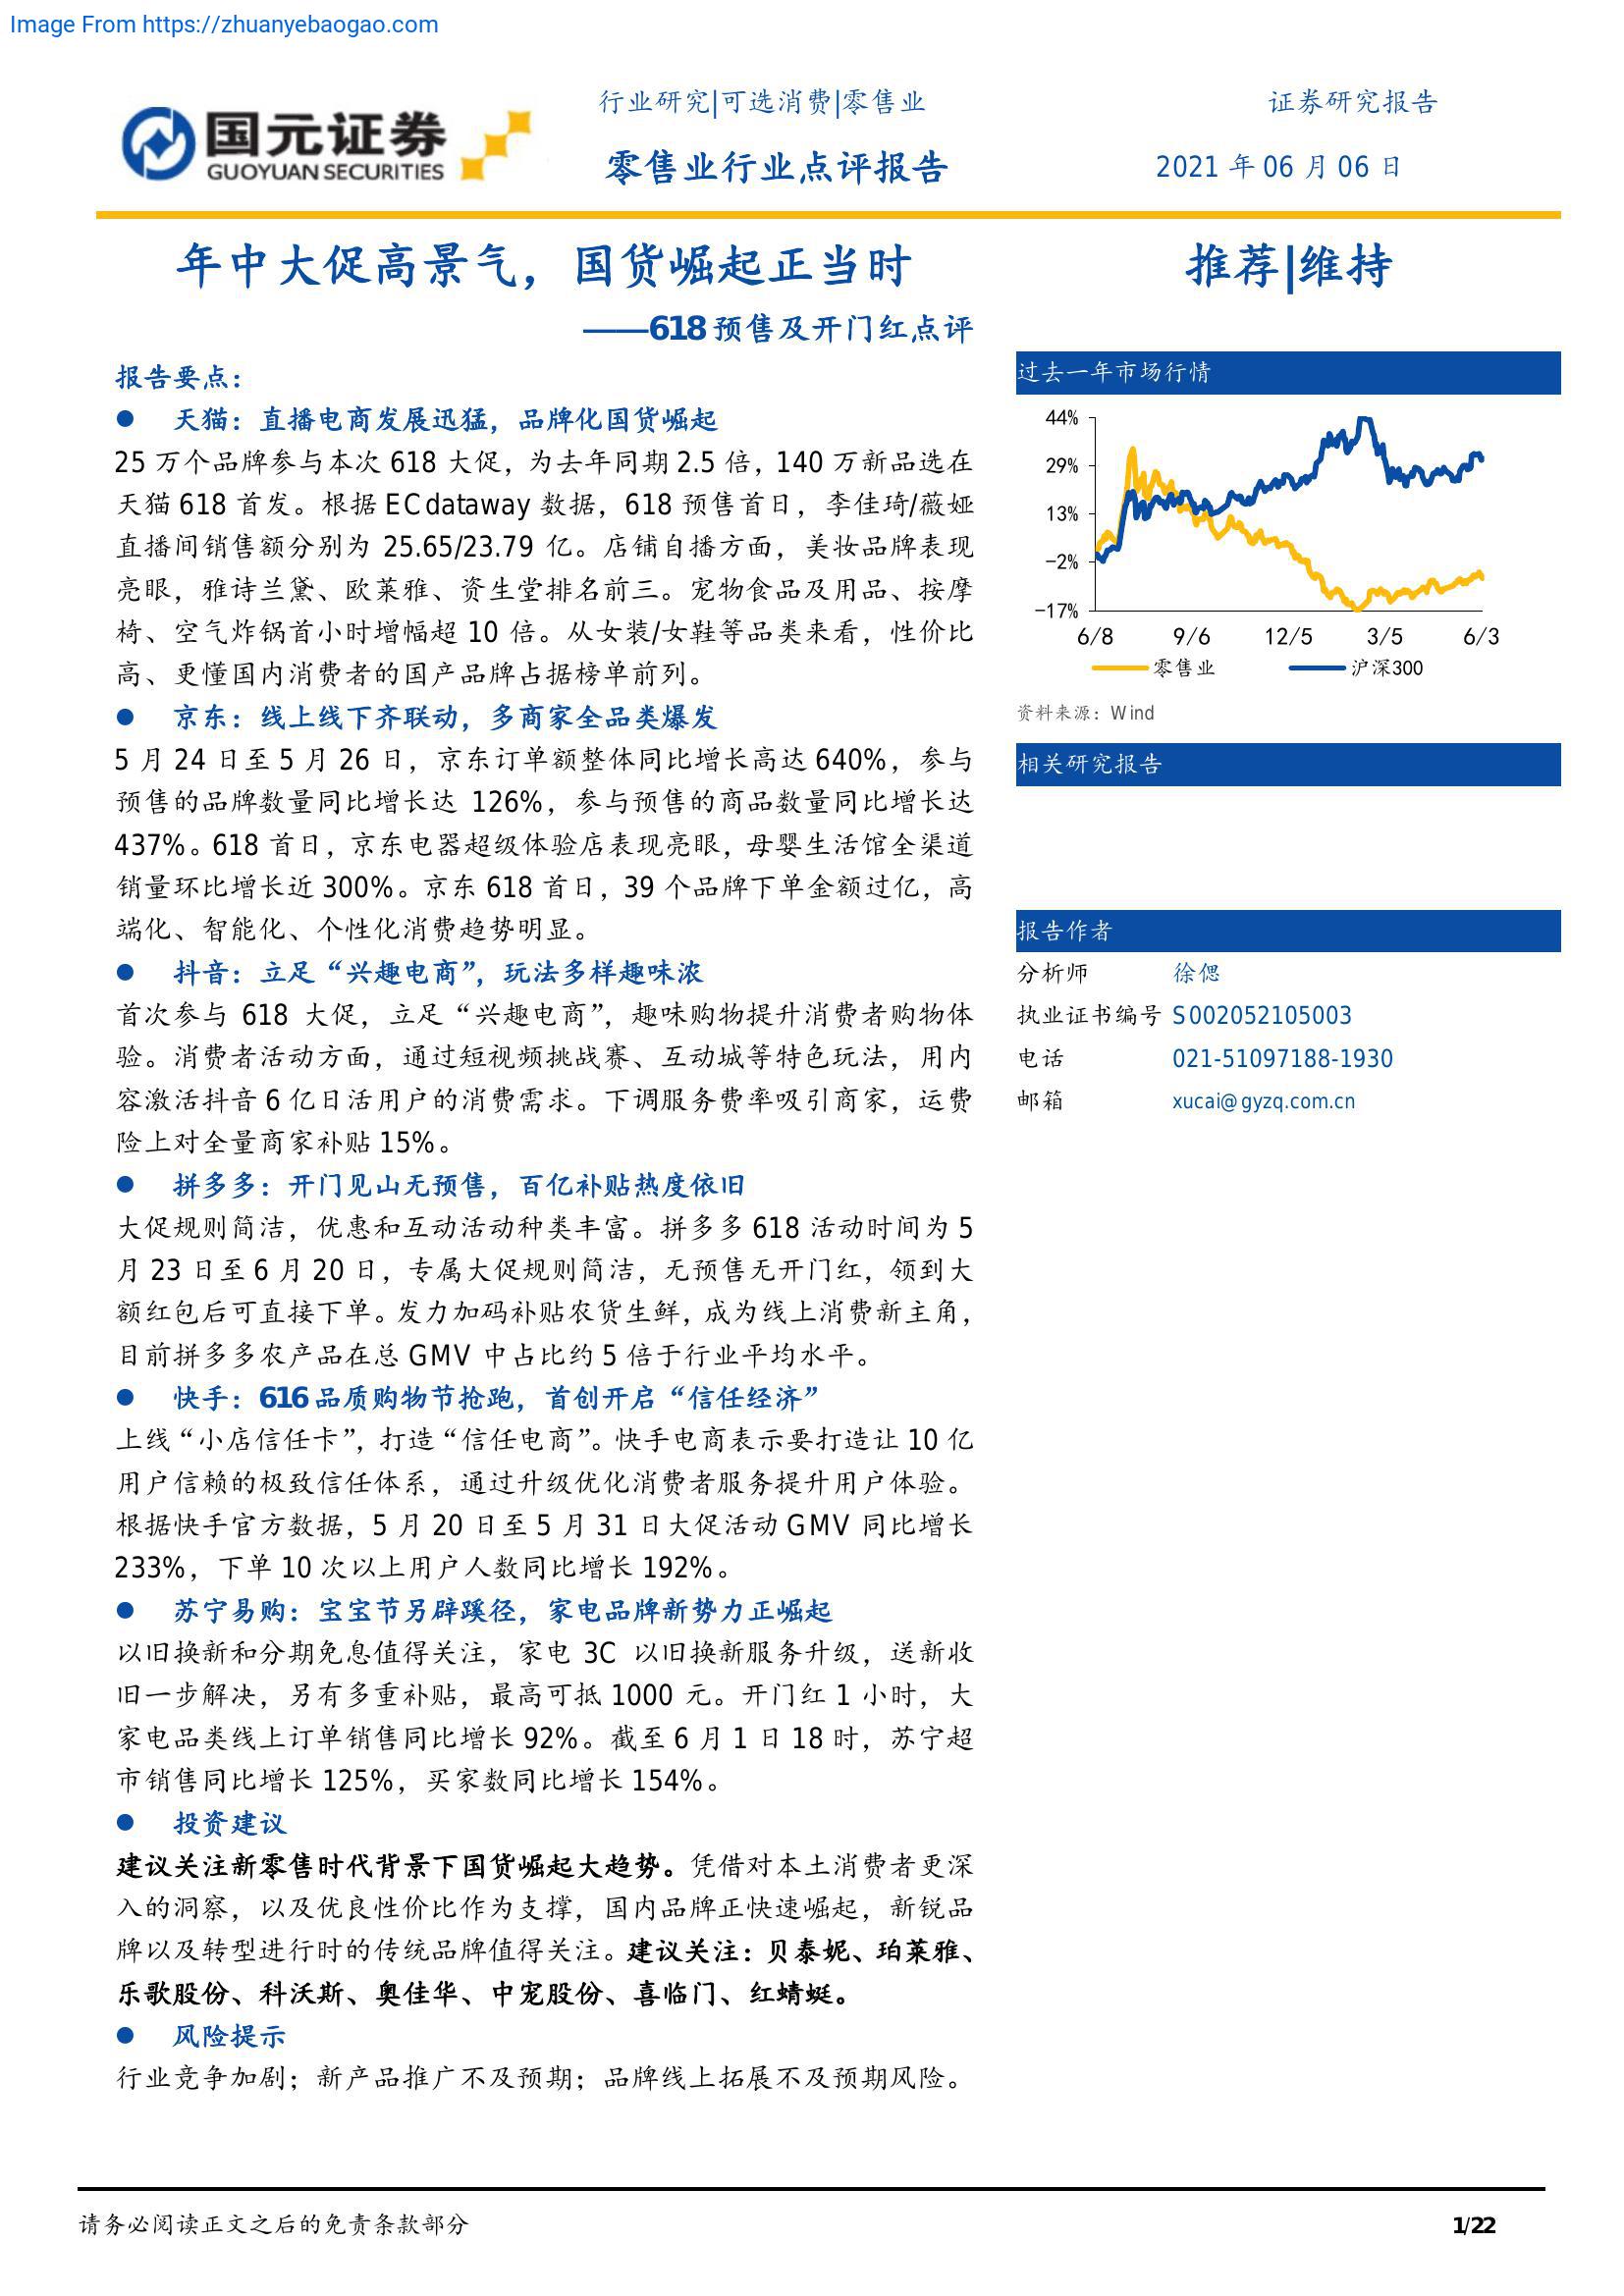 Image From https://zhuanyebaogao.com
国元证券
GUOYUAN SECURITIES
行业研究|可选消费|零售业
证券研究报告
零售业行业点评报告
2021 年 06 月 06 日
年中大促高景气，国货崛起正当时
——618 预售及开门红点评
报告要点：
● 天猫：直播电商发展迅猛，品牌化国货崛起
25 万个品牌参与本次 618 大促，为去年同期 2.5 倍，140 万新品选在
天猫 618 首发。根据 ECdataway 数据，618 预售首日，李佳琦/薇娅
直播间销售额分别为 25.65/23.79 亿。店铺自播方面，美妆品牌表现
亮眼，雅诗兰黛、欧莱雅、资生堂排名前三。宠物食品及用品、按摩
椅、空气炸锅首小时增幅超 10 倍。从女装/女鞋等品类来看，性价比
高、更懂国内消费者的国产品牌占据榜单前列。
● 京东：线上线下齐联动，多商家全品类爆发
5 月 24 日至 5 月 26 日，京东订单额整体同比增长高达 640%，参与
预售的品牌数量同比增长达 126%，参与预售的商品数量同比增长达
437%。618 首日，京东电器超级体验店表现亮眼，母婴生活馆全渠道
销量环比增长近 300%。京东 618 首日，39 个品牌下单金额过亿，高
端化、智能化、个性化消费趋势明显。
● 抖音：立足“兴趣电商”，玩法多样趣味浓
首次参与 618 大促，立足“兴趣电商”，趣味购物提升消费者购物体
验。消费者活动方面，通过短视频挑战赛、互动城等特色玩法，用内
容激活抖音 6 亿日活用户的消费需求。下调服务费率吸引商家，运费
险上对全量商家补贴 15%。
● 拼多多：开门见山无预售，百亿补贴热度依旧
大促规则简洁，优惠和互动活动种类丰富。拼多多 618 活动时间为 5
月 23 日至 6 月 20 日，专属大促规则简洁，无预售无开门红，领到大
额红包后可直接下单。发力加码补贴农货生鲜，成为线上消费新主角，
目前拼多多农产品在总 GMV 中占比约 5 倍于行业平均水平。
● 快手：616 品质购物节抢跑，首创开启“信任经济”
上线“小店信任卡”，打造“信任电商”。快手电商表示要打造让 10 亿
用户信赖的极致信任体系，通过升级优化消费者服务提升用户体验。
根据快手官方数据，5 月 20 日至 5 月 31 日大促活动 GMV 同比增长
233%，下单 10 次以上用户人数同比增长 192%。
● 苏宁易购：宝宝节另辟蹊径，家电品牌新势力正崛起
以旧换新和分期免息值得关注，家电 3C 以旧换新服务升级，送新收
旧一步解决，另有多重补贴，最高可抵 1000 元。开门红 1 小时，大
家电品类线上订单销售同比增长 92%。截至 6 月 1 日 18 时，苏宁超
市销售同比增长 125%，买家数同比增长 154%。
● 投资建议
建议关注新零售时代背景下国货崛起大趋势。凭借对本土消费者更深
入的洞察，以及优良性价比作为支撑，国内品牌正快速崛起，新锐品
牌以及转型进行时的传统品牌值得关注。建议关注：贝泰妮、珀莱雅、
乐歌股份、科沃斯、奥佳华、中宠股份、喜临门、红蜻蜓。
● 风险提示
行业竞争加剧；新产品推广不及预期；品牌线上拓展不及预期风险。
推荐|维持
过去一年市场行情
44%
29%
13%
-2%
-17%
6/8 9/6 12/5 3/5 6/3
零售业 沪深300
资料来源：Wind
相关研究报告
报告作者
分析师 徐偲
执业证书编号 S002052105003
电话 021-51097188-1930
邮箱 xucai@gyzq.com.cn
请务必阅读正文之后的免责条款部分
1/22